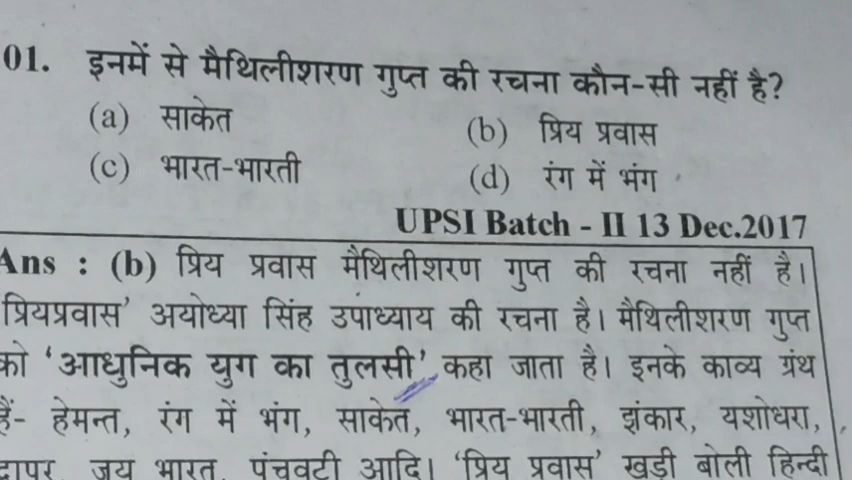 01. इनमें से मैथिलीशरण गुप्त की रचना कौन-सी नहीं है?
(a) साकेत (b) प्रिय प्रवास
(c) भारत-भारती (d) रंग में भंग
UPSI Batch - II 13 Dec.2017
Ans : (b) प्रिय प्रवास मैथिलीशरण गुप्त की रचना नहीं है।
प्रियप्रवास’ अयोध्या सिंह उपाध्याय की रचना है। मैथिलीशरण गुप्त
को ‘आधुनिक युग का तुलसी’ कहा जाता है। इनके काव्य ग्रंथ
हैं- हेमन्त, रंग में भंग, साकेत, भारत-भारती, झंकार, यशोधरा,
द्वापर, जय भारत, पंचवटी आदि। ‘प्रिय प्रवास’ खड़ी बोली हिन्दी